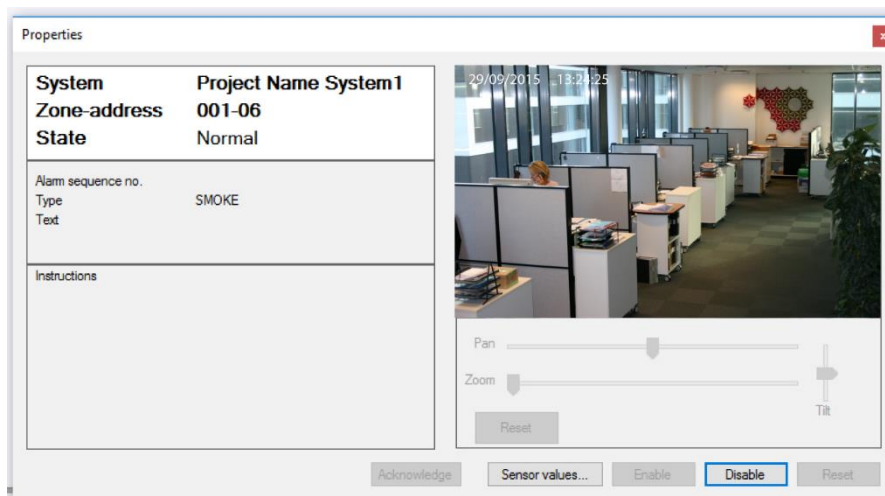 Properties
x
System Project Name System1
Zone-address 001-06
State Normal
Alarm sequence no.
Type SMOKE
Text
Instructions
29/09/2015 13:24:25
Pan
Zoom
Tilt
Reset
Acknowledge Sensor values... Enable Disable Reset